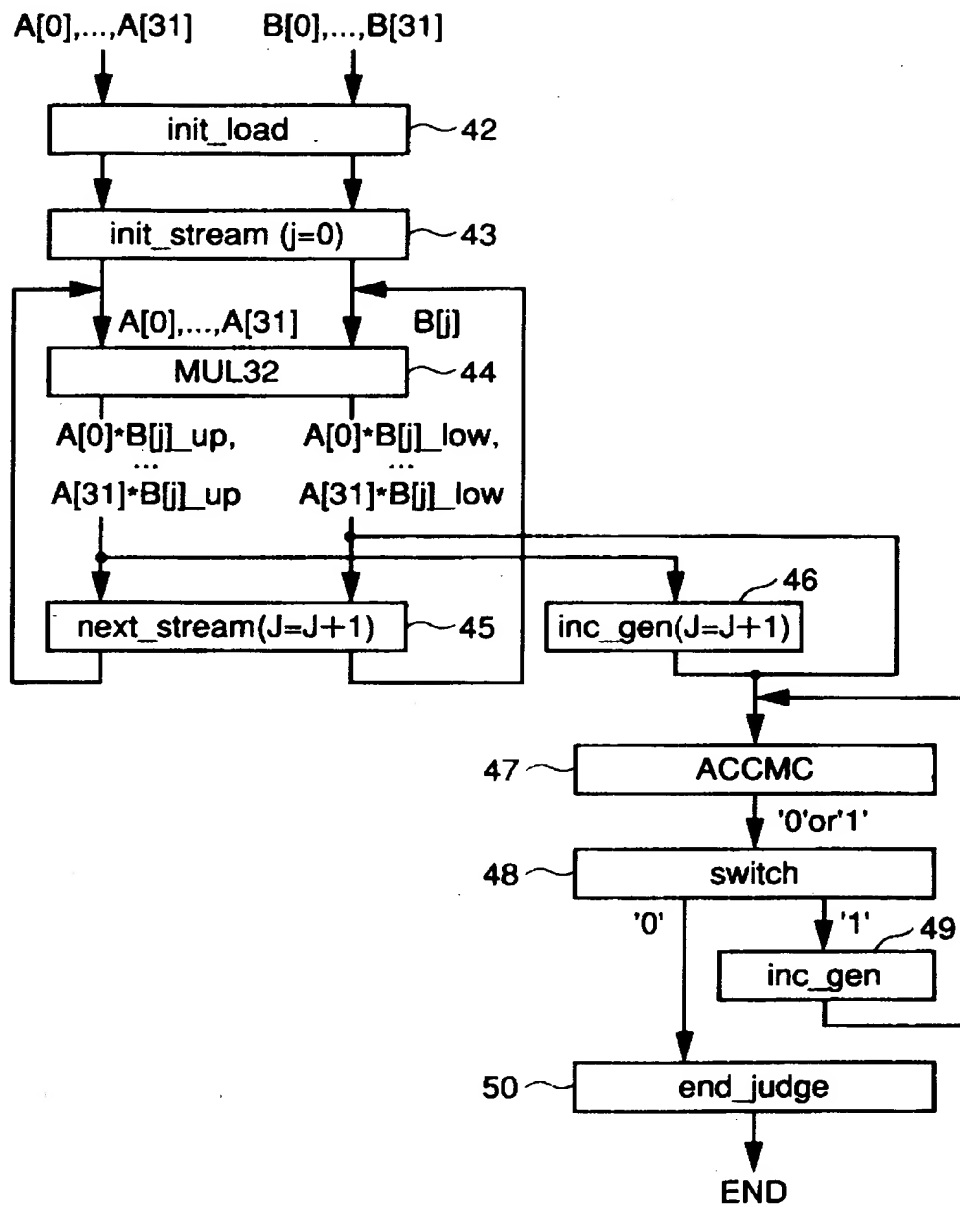 A[0],...,A[31] B[0],...,B[31]
init_load 42
init_stream (j=0) 43
A[0],...,A[31] B[j]
MUL32 44
A[0]*B[j]_up, A[0]*B[j]_low,
... ...
A[31]*B[j]_up A[31]*B[j]_low
46
next_stream(J=J+1) 45 inc_gen(J=J+1)
47 ACCMC
'0'or'1'
48 switch
'0' '1' 49
inc_gen
50 end_judge
END